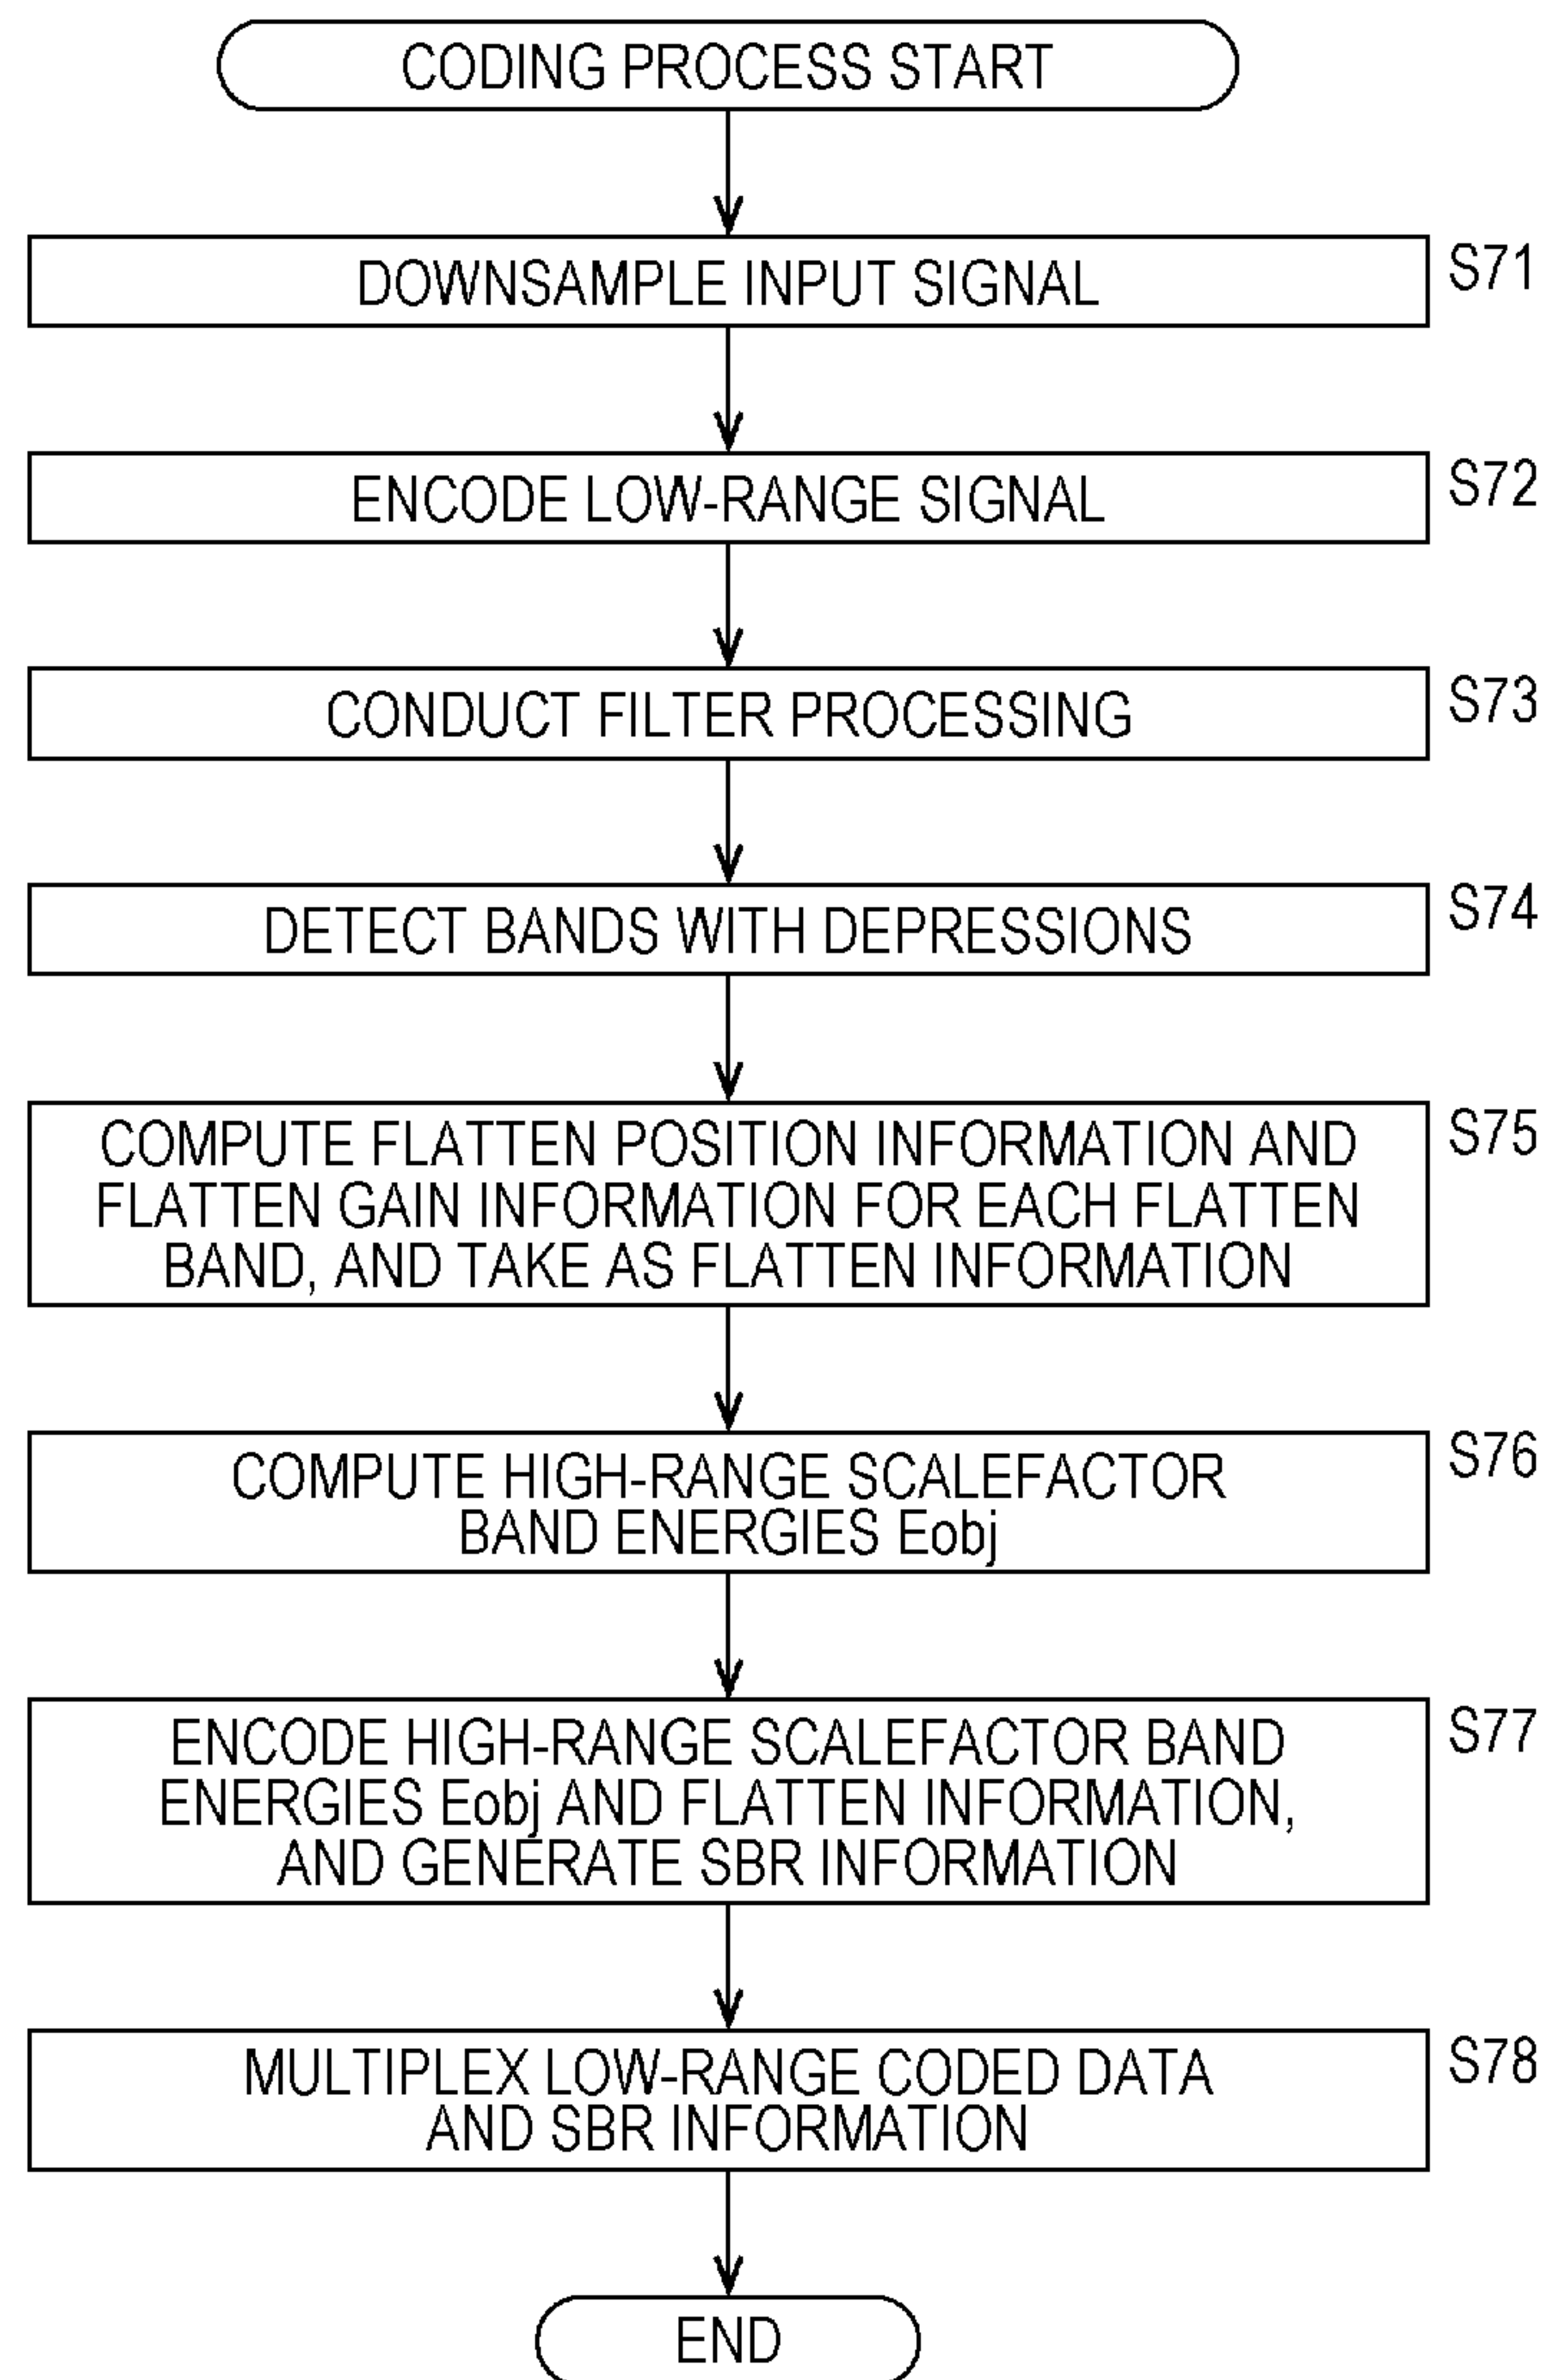 CODING PROCESS START
DOWNSAMPLE INPUT SIGNAL
S71
ENCODE LOW-RANGE SIGNAL
S72
CONDUCT FILTER PROCESSING
S73
DETECT BANDS WITH DEPRESSIONS
S74
COMPUTE FLATTEN POSITION INFORMATION AND
FLATTEN GAIN INFORMATION FOR EACH FLATTEN
BAND, AND TAKE AS FLATTEN INFORMATION
S75
COMPUTE HIGH-RANGE SCALEFACTOR
BAND ENERGIES Eobj
S76
ENCODE HIGH-RANGE SCALEFACTOR BAND
ENERGIES Eobj AND FLATTEN INFORMATION,
AND GENERATE SBR INFORMATION
S77
MULTIPLEX LOW-RANGE CODED DATA
AND SBR INFORMATION
S78
END